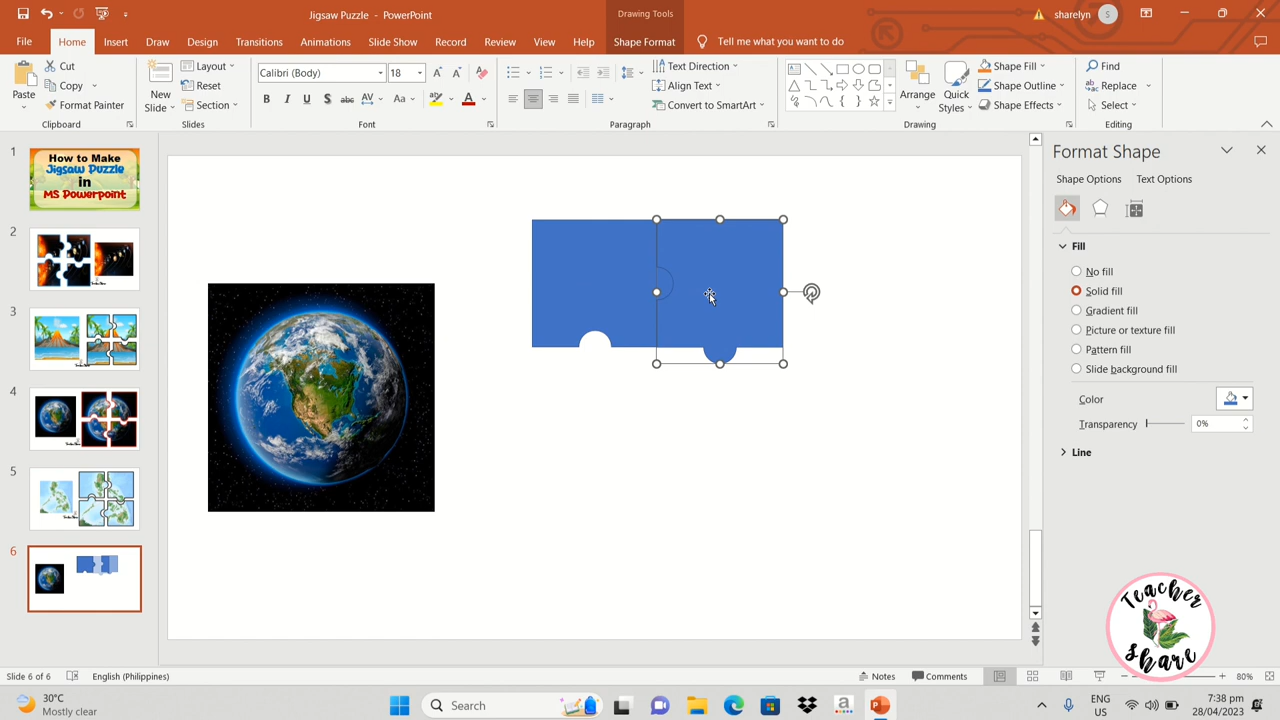 Jigsaw Puzzle - PowerPoint
Drawing Tools
sharelyn
S
File Home Insert Draw Design Transitions Animations Slide Show Record Review View Help Shape Format Tell me what you want to do
Paste
Cut
Copy
Format Painter
Clipboard
New Slide
Layout
Reset
Section
Slides
Calibri (Body) 18
Font
Text Direction
Align Text
Convert to SmartArt
Paragraph
Arrange
Quick Styles
Shape Fill
Shape Outline
Shape Effects
Drawing
Find
Replace
Select
Editing
1
How to Make
Jigsaw Puzzle
in
MS Powerpoint
2
3
4
5
6
Format Shape
Shape Options Text Options
Fill
No fill
Solid fill
Gradient fill
Picture or texture fill
Pattern fill
Slide background fill
Color
Transparency 0%
Line
Teacher
share
Slide 6 of 6 English (Philippines) Notes Comments 80%
30°C
Mostly clear
Search
ENG
US
7:38 pm
28/04/2023